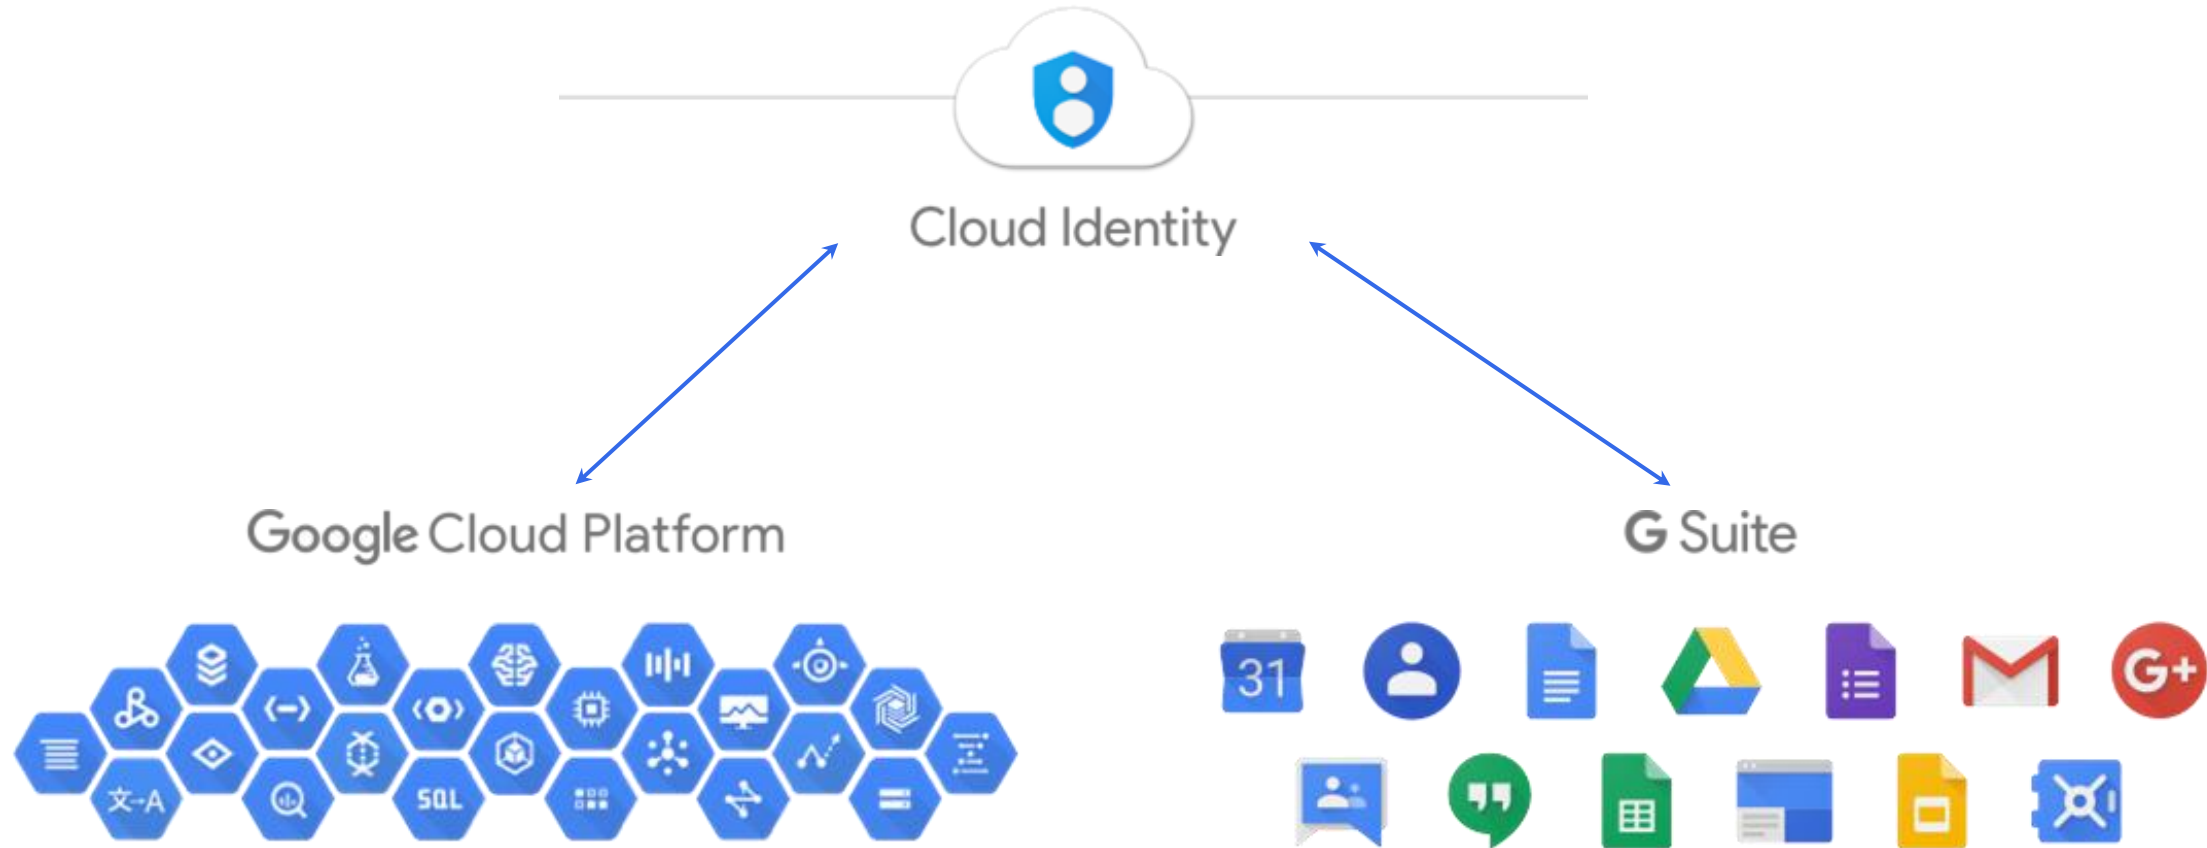 Cloud Identity
Google Cloud Platform
G Suite
31
G+
文→A
SQL